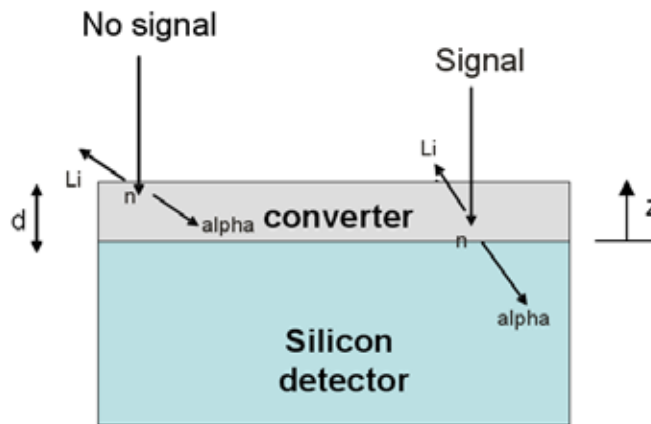 No signal
Signal
Li
Li
n
d
alpha
converter
z
n
alpha
Silicon
detector